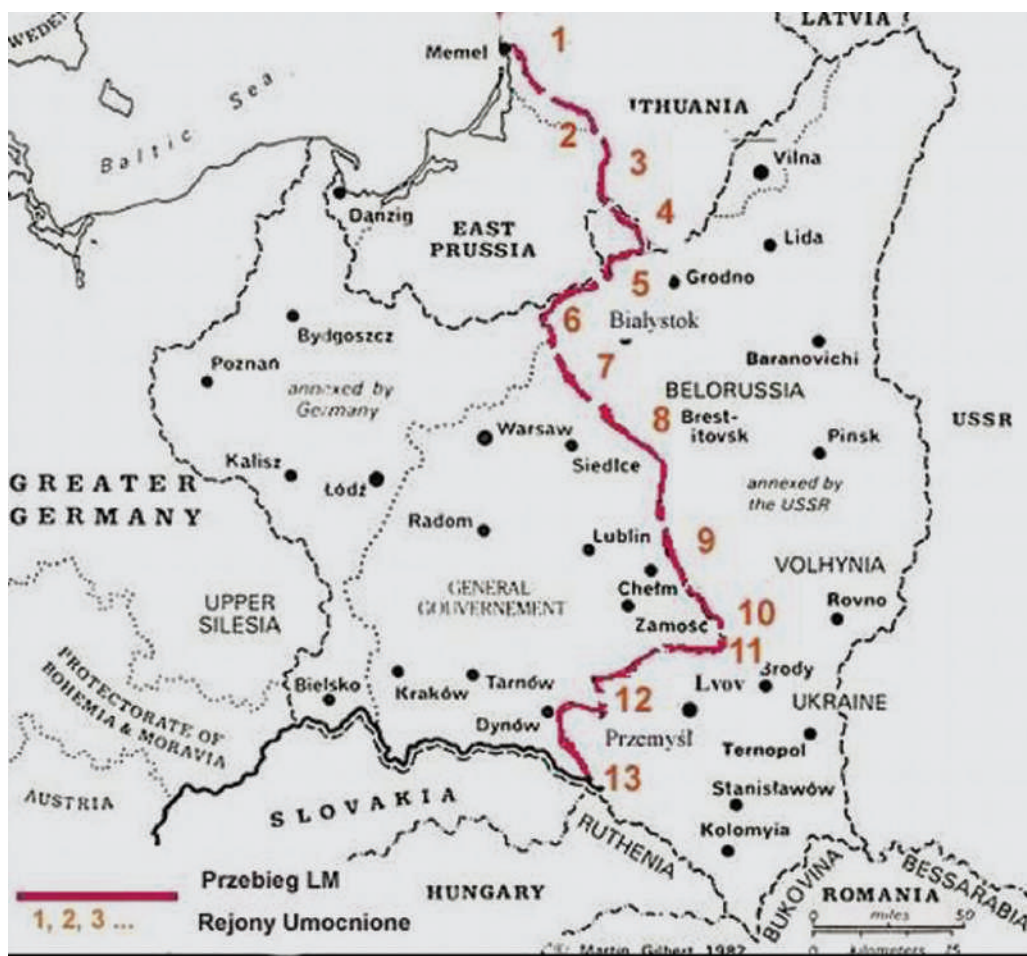 WEDEN
LATVIA
Memel
1
Baltic Sea
ITHUANIA
2
3
Vilna
Danzig
4
EAST
PRUSSIA
Lida
5
Grodno
6
Białystok
Bydgoszcz
Poznań
7
Baranovichi
annexed by
Germany
BELORUSSIA
8
Brest-
itovsk
USSR
Warsaw
Pinsk
Siedlce
Kalisz
Łódź
GREATER
GERMANY
annexed by
the USSR
Radom
9
Lublin
VOLHYNIA
Chełm
GENERAL
GOUVERNEMENT
UPPER
SILESIA
10
Rovno
Zamość
11
PROTECTORATE OF
BOHEMIA & MORAVIA
Brody
Bielsko
Kraków
Tarnów
12
Lvov
UKRAINE
Dynów
Przemyśl
Ternopol
13
AUSTRIA
SLOVAKIA
Stanisławów
Kolomyia
RUTHENIA
BUKOVINA
BESSARABIA
Przebieg LM
HUNGARY
ROMANIA
1, 2, 3 ...
Rejony Umocnione
0 miles 50
Martin Gilbert 1982
0 kilometers 75